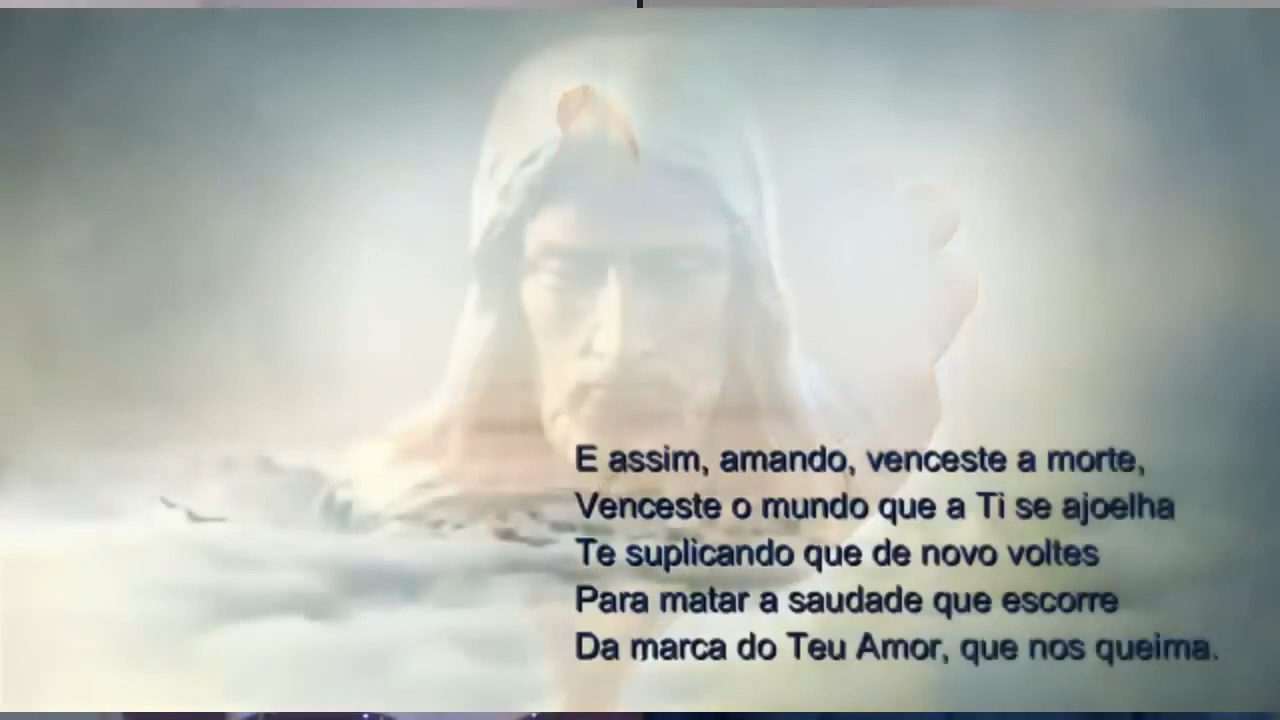 E assim, amando, venceste a morte,
Venceste o mundo que a Ti se ajoelha
Te suplicando que de novo voltes
Para matar a saudade que escorre
Da marca do Teu Amor, que nos queima.